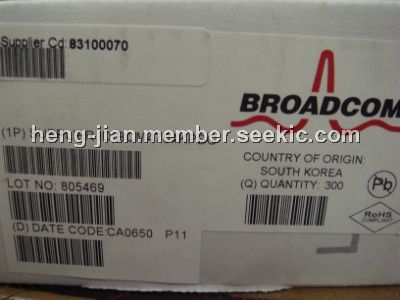 Supplier Cd: 83100070
BROADCOM
(1P)
heng-jian.member.seekic.com
COUNTRY OF ORIGIN:
SOUTH KOREA
LOT NO: 805469
(Q) QUANTITY: 300
Pb
(D) DATE CODE:CA0650 P11
RoHS
COMPLIANT